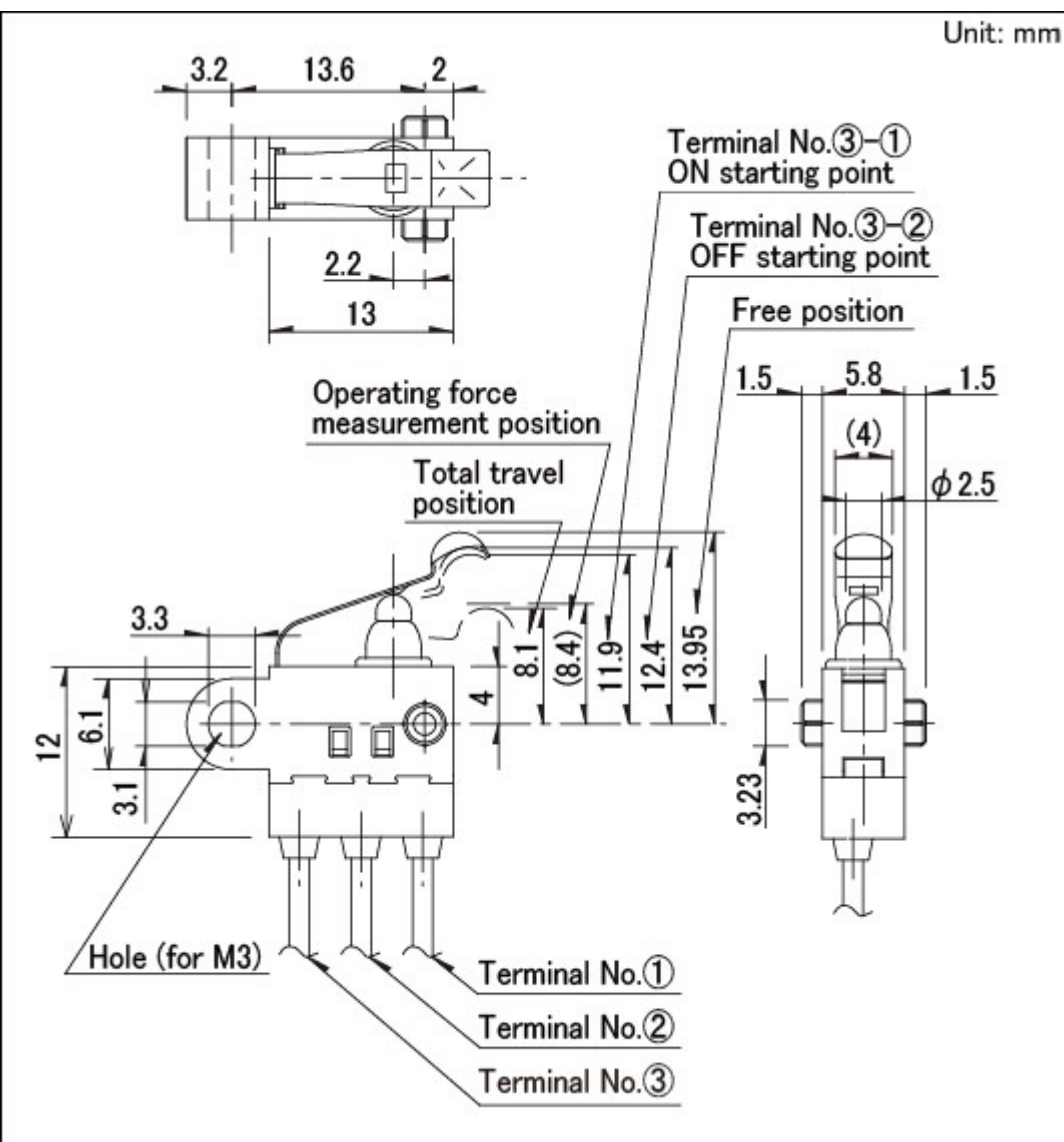 Unit: mm
3.2
13.6
2
Terminal No.③-①
ON starting point
Terminal No.③-②
OFF starting point
2.2
13
Free position
1.5
5.8
1.5
Operating force
measurement position
(4)
Total travel
position
φ 2.5
3.3
8.1
(8.4)
11.9
12.4
13.95
4
12
6.1
3.1
3.23
Hole (for M3)
Terminal No.①
Terminal No.②
Terminal No.③